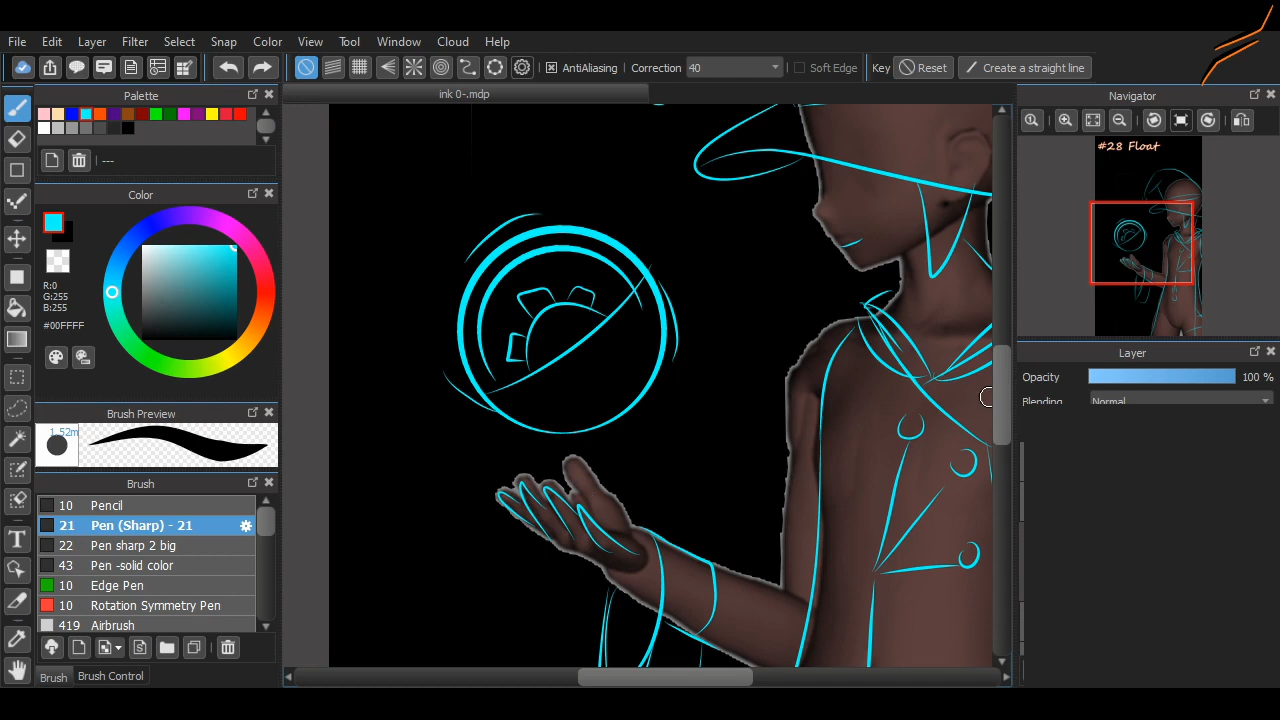 File Edit Layer Filter Select Snap Color View Tool Window Cloud Help
AntiAliasing Correction 40 Soft Edge Key Reset Create a straight line
Palette
ink 0-.mdp
Navigator
---
#28 Float
Color
R:0
G:255
B:255
#00FFFF
Layer
Opacity 100 %
Blending Normal
Brush Preview
1.52m
Brush
10 Pencil
21 Pen (Sharp) - 21
22 Pen sharp 2 big
43 Pen -solid color
10 Edge Pen
10 Rotation Symmetry Pen
419 Airbrush
Brush Brush Control